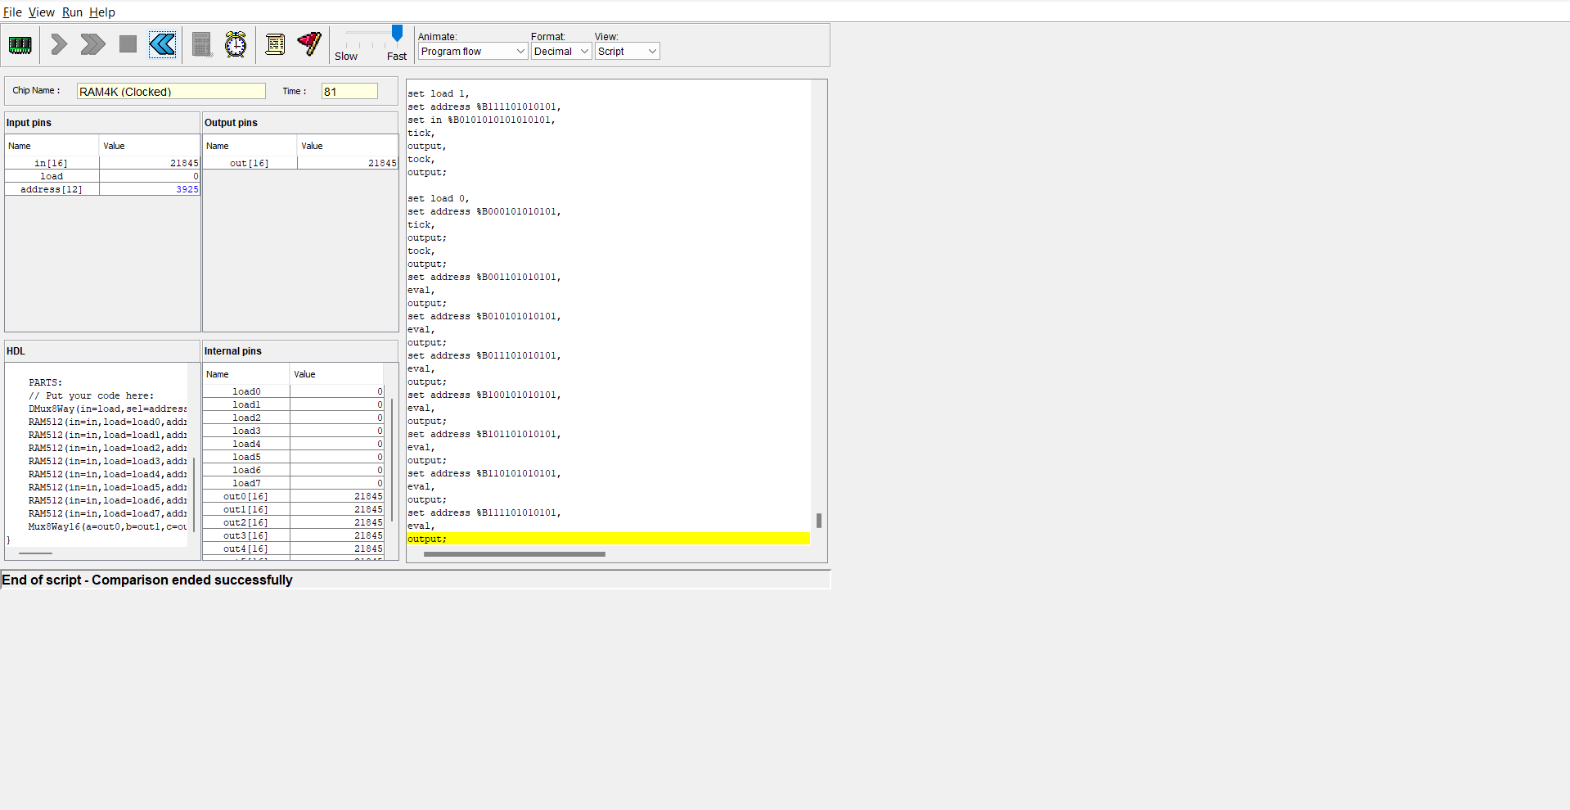 File View Run Help
Slow Fast
Animate: Format: View:
Program flow Decimal Script
Chip Name : RAM4K (Clocked) Time : 81
Input pins
Name Value
in[16] 21845
load 0
address[12] 3925
Output pins
Name Value
out[16] 21845
HDL
PARTS:
// Put your code here:
DMux8Way(in=load,sel=address
RAM512(in=in,load=load0,addr
RAM512(in=in,load=load1,addr
RAM512(in=in,load=load2,addr
RAM512(in=in,load=load3,addr
RAM512(in=in,load=load4,addr
RAM512(in=in,load=load5,addr
RAM512(in=in,load=load6,addr
RAM512(in=in,load=load7,addr
Mux8Way16(a=out0,b=out1,c=ou
}
Internal pins
Name Value
load0 0
load1 0
load2 0
load3 0
load4 0
load5 0
load6 0
load7 0
out0[16] 21845
out1[16] 21845
out2[16] 21845
out3[16] 21845
out4[16] 21845
set load 1,
set address %B111101010101,
set in %B0101010101010101,
tick,
output,
tock,
output;
set load 0,
set address %B000101010101,
tick,
output;
tock,
output;
set address %B001101010101,
eval,
output;
set address %B010101010101,
eval,
output;
set address %B011101010101,
eval,
output;
set address %B100101010101,
eval,
output;
set address %B101101010101,
eval,
output;
set address %B110101010101,
eval,
output;
set address %B111101010101,
eval,
output;
End of script - Comparison ended successfully